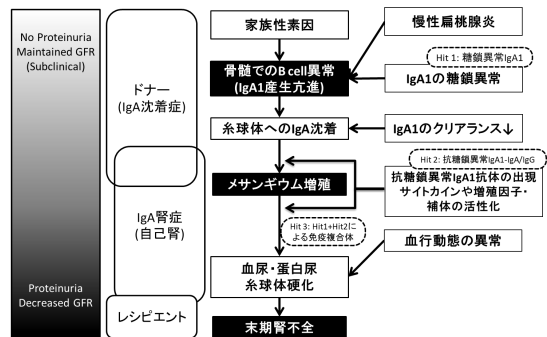 No Proteinuria
Maintained GFR
(Subclinical)
Proteinuria
Decreased GFR
ドナー
(IgA沈着症)
IgA腎症
(自己腎)
レシピエント
家族性素因
骨髄でのB cell異常
(IgA1産生亢進)
糸球体へのIgA沈着
メサンギウム増殖
Hit 3: Hit1+Hit2に
よる免疫複合体
血尿・蛋白尿
糸球体硬化
末期腎不全
慢性扁桃腺炎
Hit 1: 糖鎖異常IgA1
IgA1の糖鎖異常
IgA1のクリアランス↓
Hit 2: 抗糖鎖異常IgA1-IgA/IgG
抗糖鎖異常IgA1抗体の出現
サイトカインや増殖因子・
補体の活性化
血行動態の異常